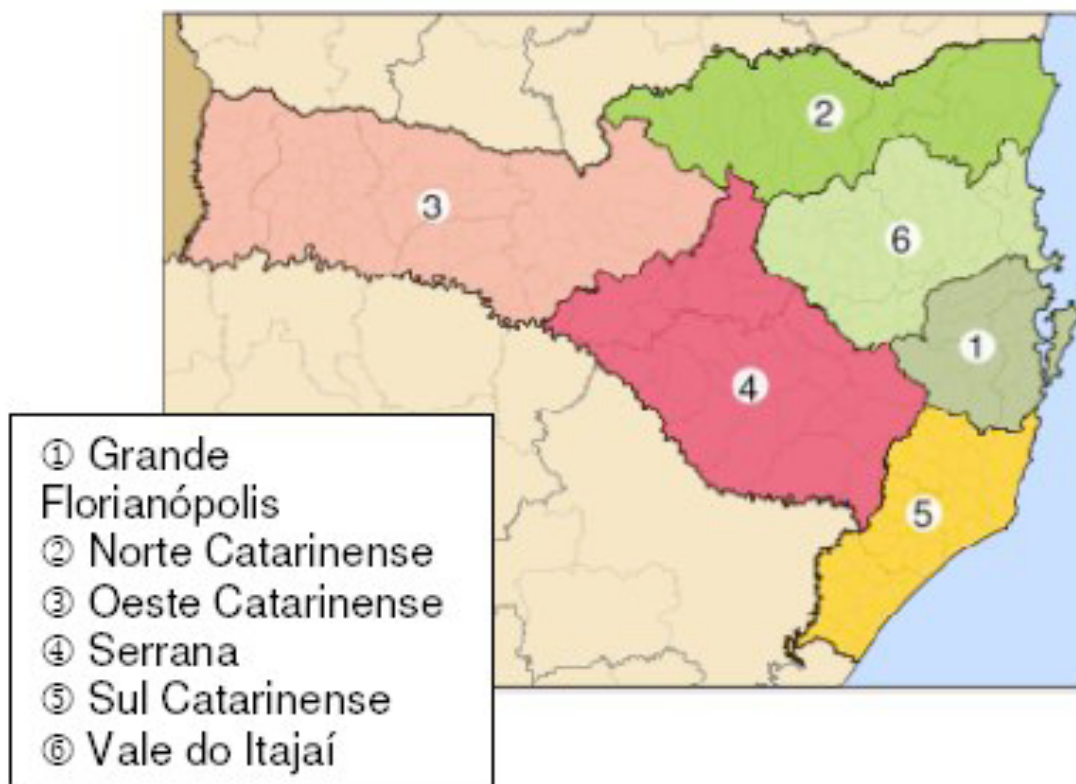 2
3
6
1
4
5
① Grande
Florianópolis
② Norte Catarinense
③ Oeste Catarinense
④ Serrana
⑤ Sul Catarinense
⑥ Vale do Itajaí